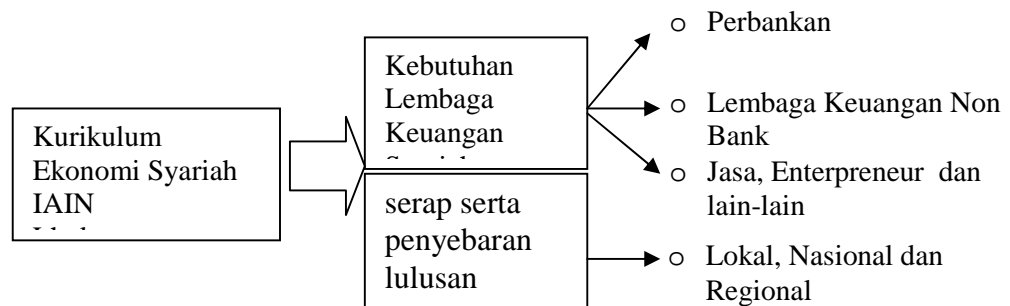 Kurikulum
Ekonomi Syariah
IAIN
Kebutuhan
Lembaga
Keuangan
serap serta
penyebaran
lulusan
Perbankan
Lembaga Keuangan Non
Bank
Jasa, Enterpreneur dan
lain-lain
Lokal, Nasional dan
Regional